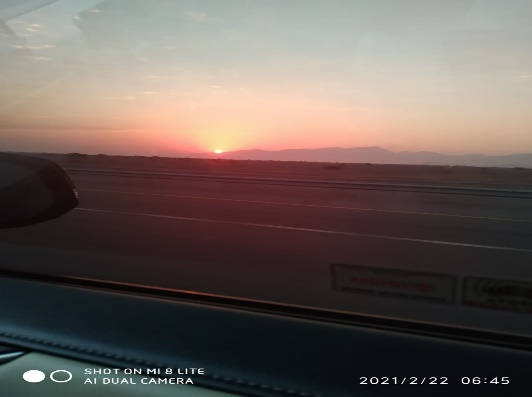 SHOT ON MI 8 LITE
AI DUAL CAMERA
2021/2/22 06:45